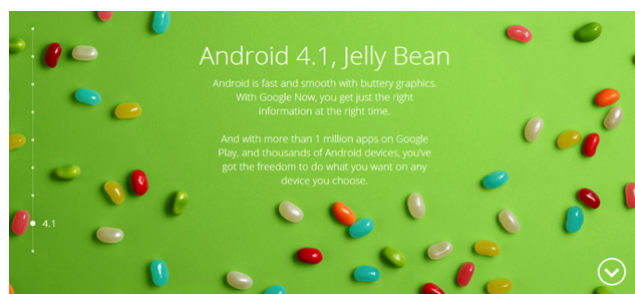 Android 4.1, Jelly Bean
Android is fast and smooth with buttery graphics.
With Google Now, you get just the right
information at the right time.
And with more than 1 million apps on Google
Play, and thousands of Android devices, you've
got the freedom to do what you want on any
device you choose.
4.1